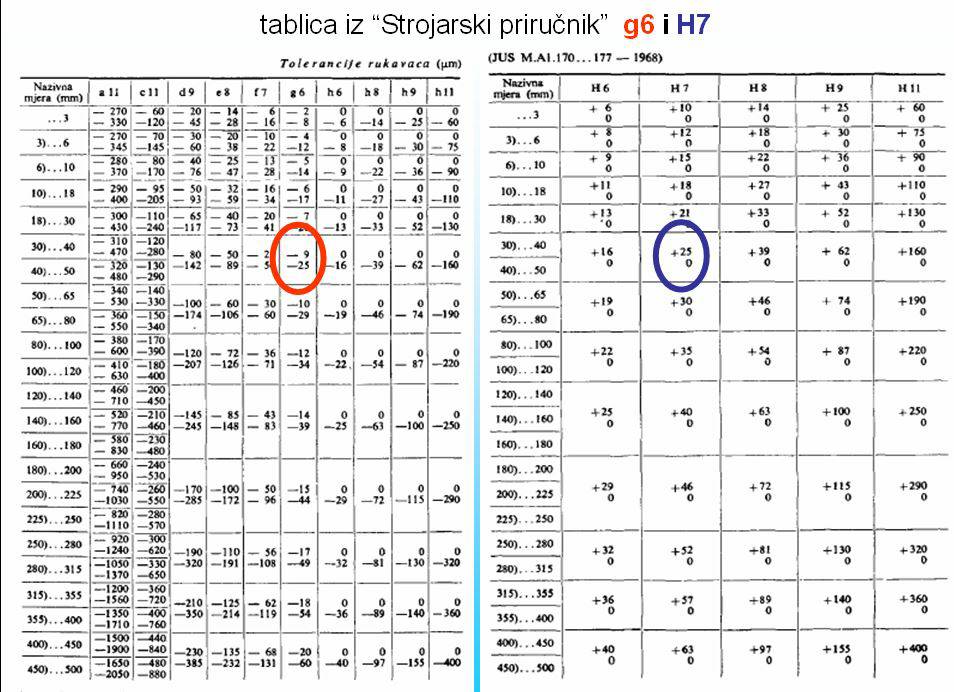 tablica iz “Strojarski priručnik” g6 i H7
Tolerancije rukavaca (μm)
Nazivna mjera (mm) a 11 c 11 d 9 e 8 f 7 g 6 h 6 h 8 h 9 h 11
— 270 — 60 — 20 — 14 — 6 — 2 0 0 0 0
...3
— 330 —120 — 45 — 28 — 16 — 8 — 6 —14 — 25 — 60
— 270 — 70 — 30 — 20 — 10 — 4 0 0 0 0
3)...6
— 345 —145 — 60 — 38 — 22 —12 — 8 —18 — 30 — 75
— 280 — 80 — 40 — 25 — 13 — 5 0 0 0 0
6)...10
— 370 —170 — 76 — 47 — 28 —14 — 9 —22 — 36 — 90
— 290 — 95 — 50 — 32 — 16 — 6 0 0 0 0
10)...18
— 400 —205 — 93 — 59 — 34 —17 —11 —27 — 43 —110
— 300 —110 — 65 — 40 — 20 — 7 0 0 0 0
18)...30
— 430 —240 —117 — 73 — 41 —13 —33 — 52 —130
— 310 —120
30)...40
— 470 —280 — 80 — 50 — 9 0 0 0 0
— 320 —130 —142 — 89 —25 —16 —39 — 62 —160
40)...50
— 480 —290
— 340 —140
50)...65
— 530 —330 —100 — 60 — 30 —10 0 0 0 0
— 360 —150 —174 —106 — 60 —29 —19 —46 — 74 —190
65)...80
— 550 —340
— 380 —170
80)...100
— 600 —390 —120 — 72 — 36 —12 0 0 0 0
— 410 —180 —207 —126 — 71 —34 —22 —54 — 87 —220
100)...120
— 630 —400
— 460 —200
120)...140
— 710 —450
— 520 —210 —145 — 85 — 43 —14 0 0 0 0
140)...160
— 770 —460 —245 —148 — 83 —39 —25 —63 —100 —250
— 580 —230
160)...180
— 830 —480
— 660 —240
180)...200
— 950 —530
— 740 —260 —170 —100 — 50 —15 0 0 0 0
200)...225
—1030 —550 —285 —172 — 96 —44 —29 —72 —115 —290
— 820 —280
225)...250
—1110 —570
— 920 —300
250)...280
—1240 —620 —190 —110 — 56 —17 0 0 0 0
—1050 —330 —320 —191 —108 —49 —32 —81 —130 —320
280)...315
—1370 —650
—1200 —360
315)...355
—1560 —720 —210 —125 — 62 —18 0 0 0 0
—1350 —400 —350 —214 —119 —54 —36 —89 —140 —360
355)...400
—1710 —760
—1500 —440
400)...450
—1900 —840 —230 —135 — 68 —20 0 0 0 0
—1650 —480 —385 —232 —131 —60 —40 —97 —155 —400
450)...500
—2050 —880
(JUS M.A1.170...177 — 1968)
Nazivna mjera (mm) H 6 H 7 H 8 H 9 H 11
+ 6 +10 +14 + 25 + 60
...3
0 0 0 0 0
+ 8 +12 +18 + 30 + 75
3)...6
0 0 0 0 0
+ 9 +15 +22 + 36 + 90
6)...10
0 0 0 0 0
+11 +18 +27 + 43 +110
10)...18
0 0 0 0 0
+13 +21 +33 + 52 +130
18)...30
0 0 0 0 0
30)...40
+16 +25 +39 + 62 +160
0 0 0 0 0
40)...50
50)...65
+19 +30 +46 + 74 +190
0 0 0 0 0
65)...80
80)...100
+22 +35 +54 + 87 +220
0 0 0 0 0
100)...120
120)...140
+25 +40 +63 +100 +250
140)...160
0 0 0 0 0
160)...180
180)...200
+29 +46 +72 +115 +290
200)...225
0 0 0 0 0
225)...250
250)...280
+32 +52 +81 +130 +320
0 0 0 0 0
280)...315
315)...355
+36 +57 +89 +140 +360
0 0 0 0 0
355)...400
400)...450
+40 +63 +97 +155 +400
0 0 0 0 0
450)...500